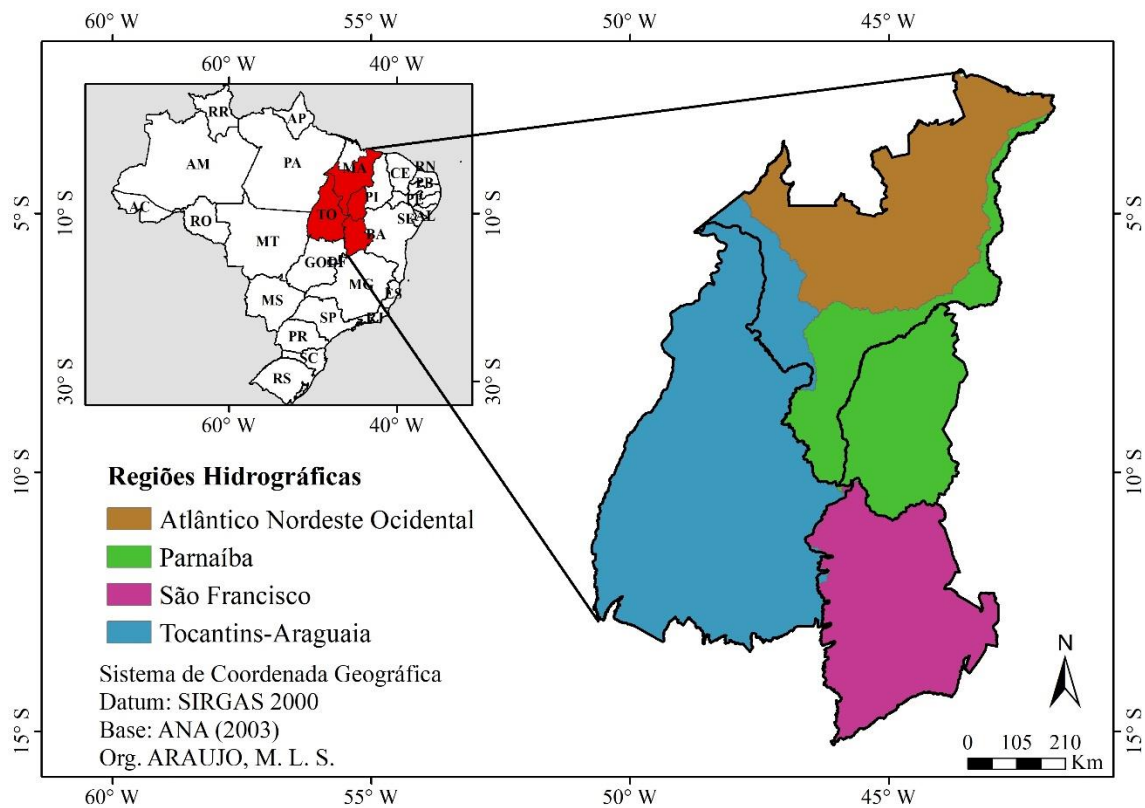 60° W
55° W
50° W
45° W
60° W
40° W
5° S
10° S
15° S
10° S
30° S
RR
AP
AM
PA
MA
CE
RN
PB
PE
AL
SE
PI
TO
AC
RO
MT
BA
GO
DF
MG
ES
MS
SP
RJ
PR
SC
RS
10° S
30° S
60° W
40° W
Regiões Hidrográficas
Atlântico Nordeste Ocidental
Parnaíba
São Francisco
Tocantins-Araguaia
Sistema de Coordenada Geográfica
Datum: SIRGAS 2000
Base: ANA (2003)
Org. ARAUJO, M. L. S.
N
0 105 210
Km
5° S
10° S
15° S
60° W
55° W
50° W
45° W